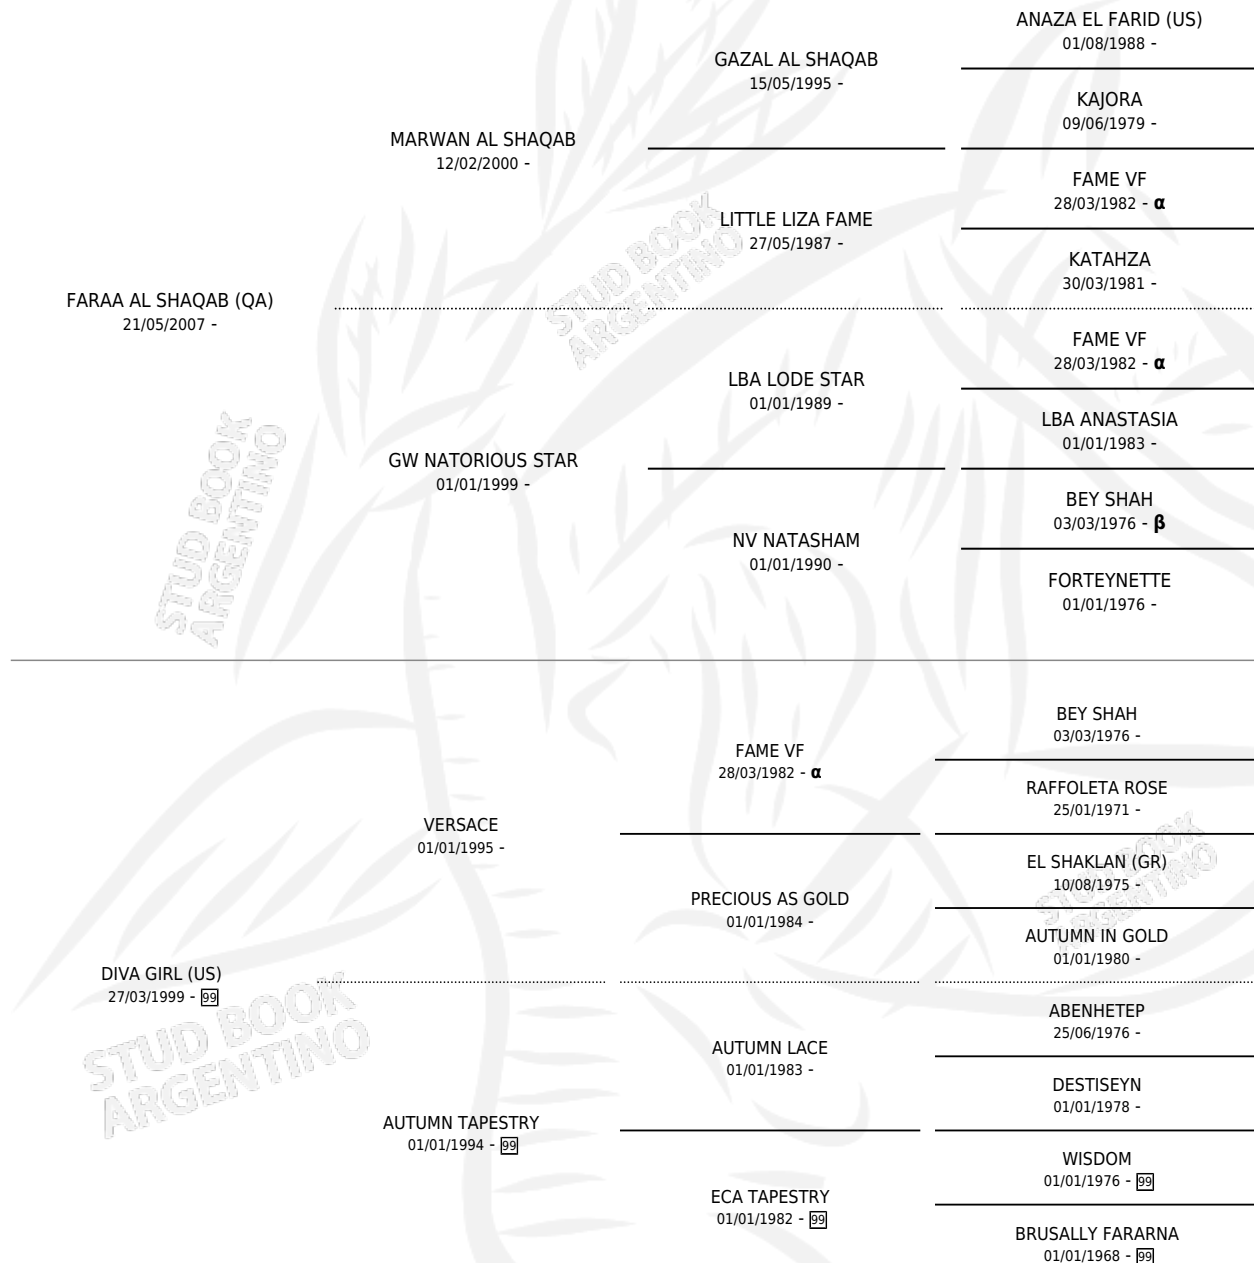 ANAZA EL FARID (US)
01/08/1988 -
GAZAL AL SHAQAB
15/05/1995 -
KAJORA
09/06/1979 -
MARWAN AL SHAQAB
12/02/2000 -
FAME VF
28/03/1982 - α
LITTLE LIZA FAME
27/05/1987 -
KATAHZA
30/03/1981 -
FARAA AL SHAQAB (QA)
21/05/2007 -
FAME VF
28/03/1982 - α
LBA LODE STAR
01/01/1989 -
LBA ANASTASIA
01/01/1983 -
GW NATORIOUS STAR
01/01/1999 -
BEY SHAH
03/03/1976 - β
NV NATASHAM
01/01/1990 -
FORTEYNETTE
01/01/1976 -
BEY SHAH
03/03/1976 -
FAME VF
28/03/1982 - α
RAFFOLETA ROSE
25/01/1971 -
VERSACE
01/01/1995 -
EL SHAKLAN (GR)
10/08/1975 -
PRECIOUS AS GOLD
01/01/1984 -
AUTUMN IN GOLD
01/01/1980 -
DIVA GIRL (US)
27/03/1999 - 99
ABENHETEP
25/06/1976 -
AUTUMN LACE
01/01/1983 -
DESTISEYN
01/01/1978 -
AUTUMN TAPESTRY
01/01/1994 - 99
WISDOM
01/01/1976 - 99
ECA TAPESTRY
01/01/1982 - 99
BRUSALLY FARARNA
01/01/1968 - 99
STUD BOOK
ARGENTINO
STUD BOOK
ARGENTINO
STUD BOOK
ARGENTINO
STUD BOOK
ARGENTINO